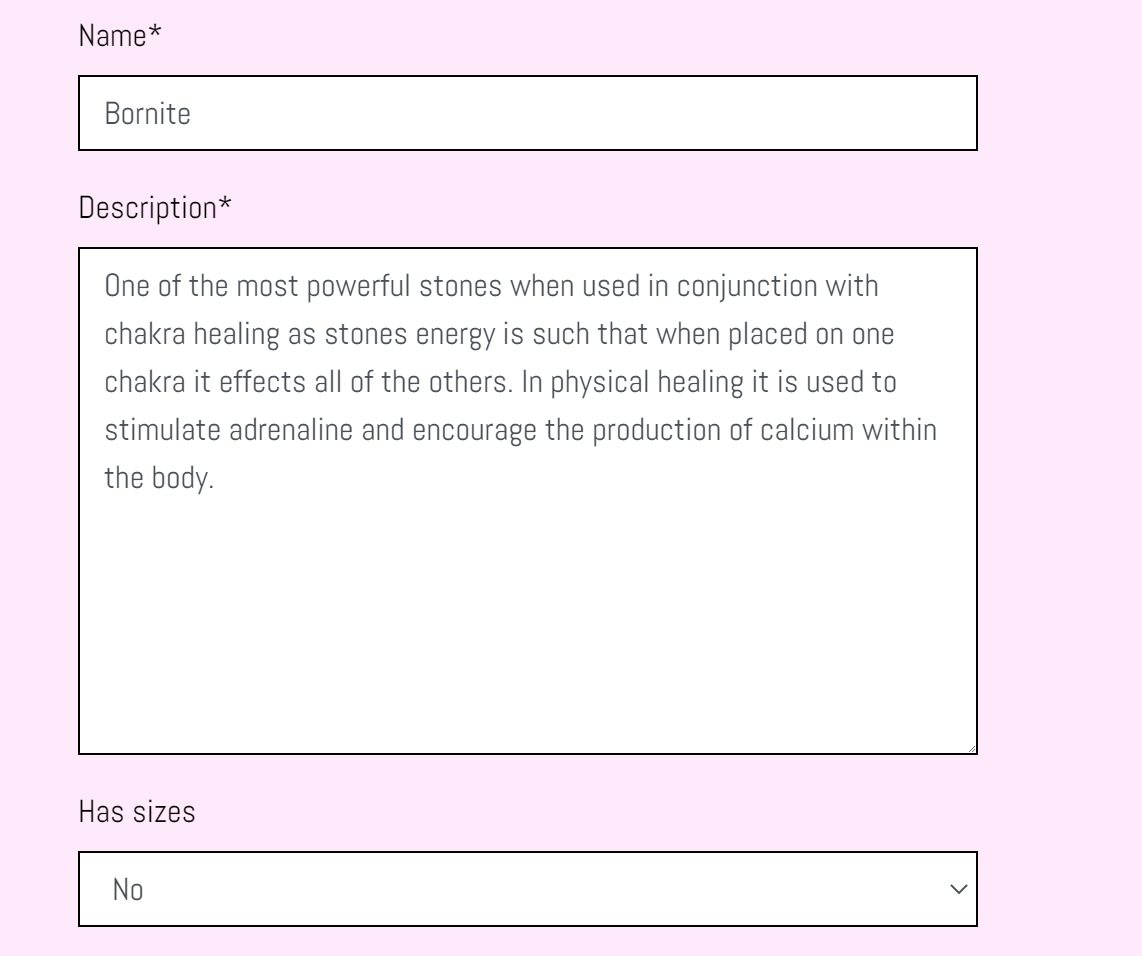 Name*
Bornite
Description*
One of the most powerful stones when used in conjunction with
chakra healing as stones energy is such that when placed on one
chakra it effects all of the others. In physical healing it is used to
stimulate adrenaline and encourage the production of calcium within
the body.
Has sizes
No